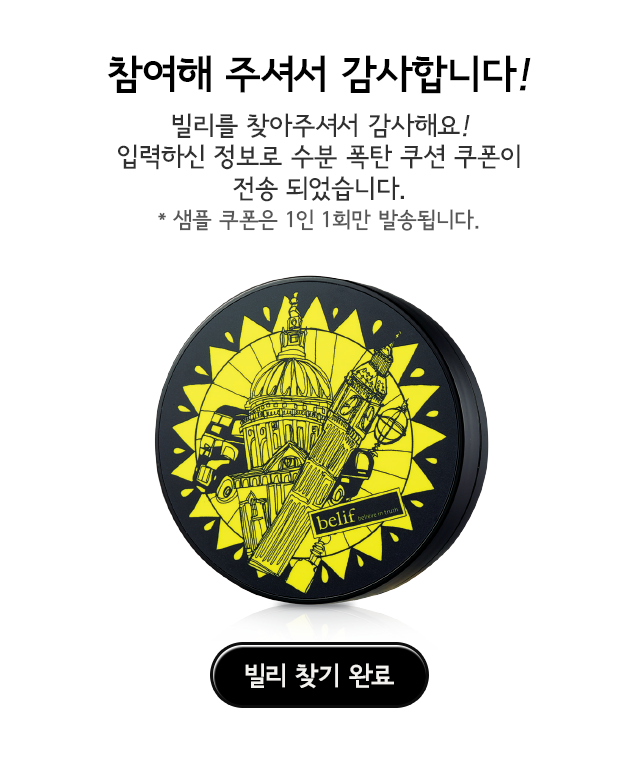 참여해 주셔서 감사합니다!
빌리를 찾아주셔서 감사해요!
입력하신 정보로 수분 폭탄 쿠션 쿠폰이
전송 되었습니다.
* 샘플 쿠폰은 1인 1회만 발송됩니다.
belif believe in truth
빌리 찾기 완료